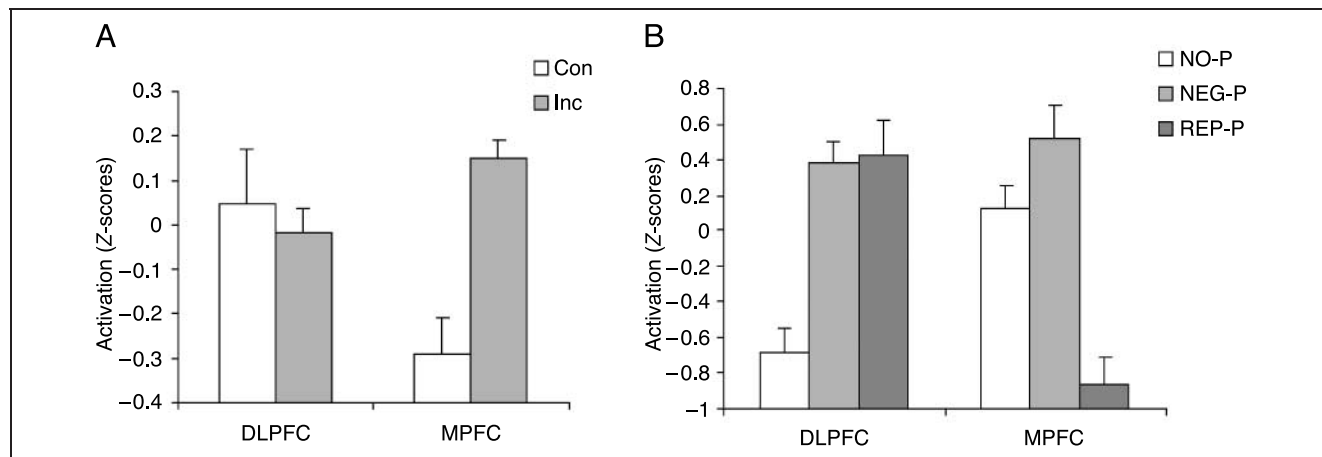 A
Con
Inc
Activation (Z-scores)
0.3
0.2
0.1
0
−0.1
−0.2
−0.3
−0.4
DLPFC MPFC
B
NO-P
NEG-P
REP-P
Activation (Z-scores)
0.8
0.6
0.4
0.2
0
−0.2
−0.4
−0.6
−0.8
−1
DLPFC MPFC